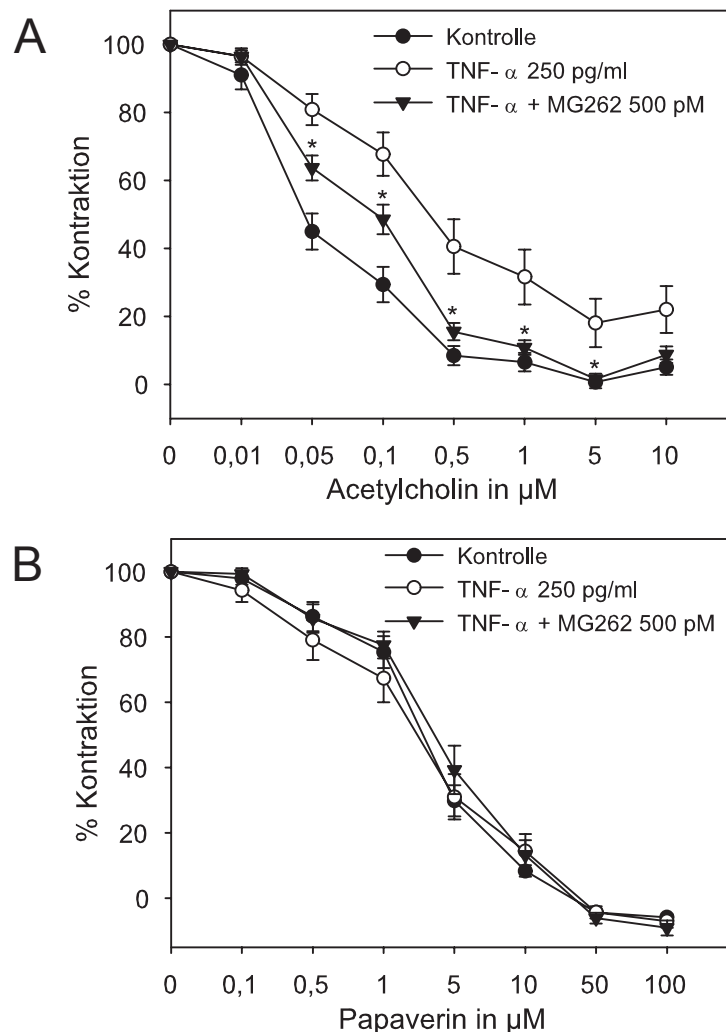 A
Kontrolle
TNF- α 250 pg/ml
TNF- α + MG262 500 pM
% Kontraktion
100
80
60
40
20
0
*
*
*
*
*
0
0,01
0,05
0,1
0,5
1
5
10
Acetylcholin in µM
B
Kontrolle
TNF- α 250 pg/ml
TNF- α + MG262 500 pM
% Kontraktion
100
80
60
40
20
0
0
0,1
0,5
1
5
10
50
100
Papaverin in µM